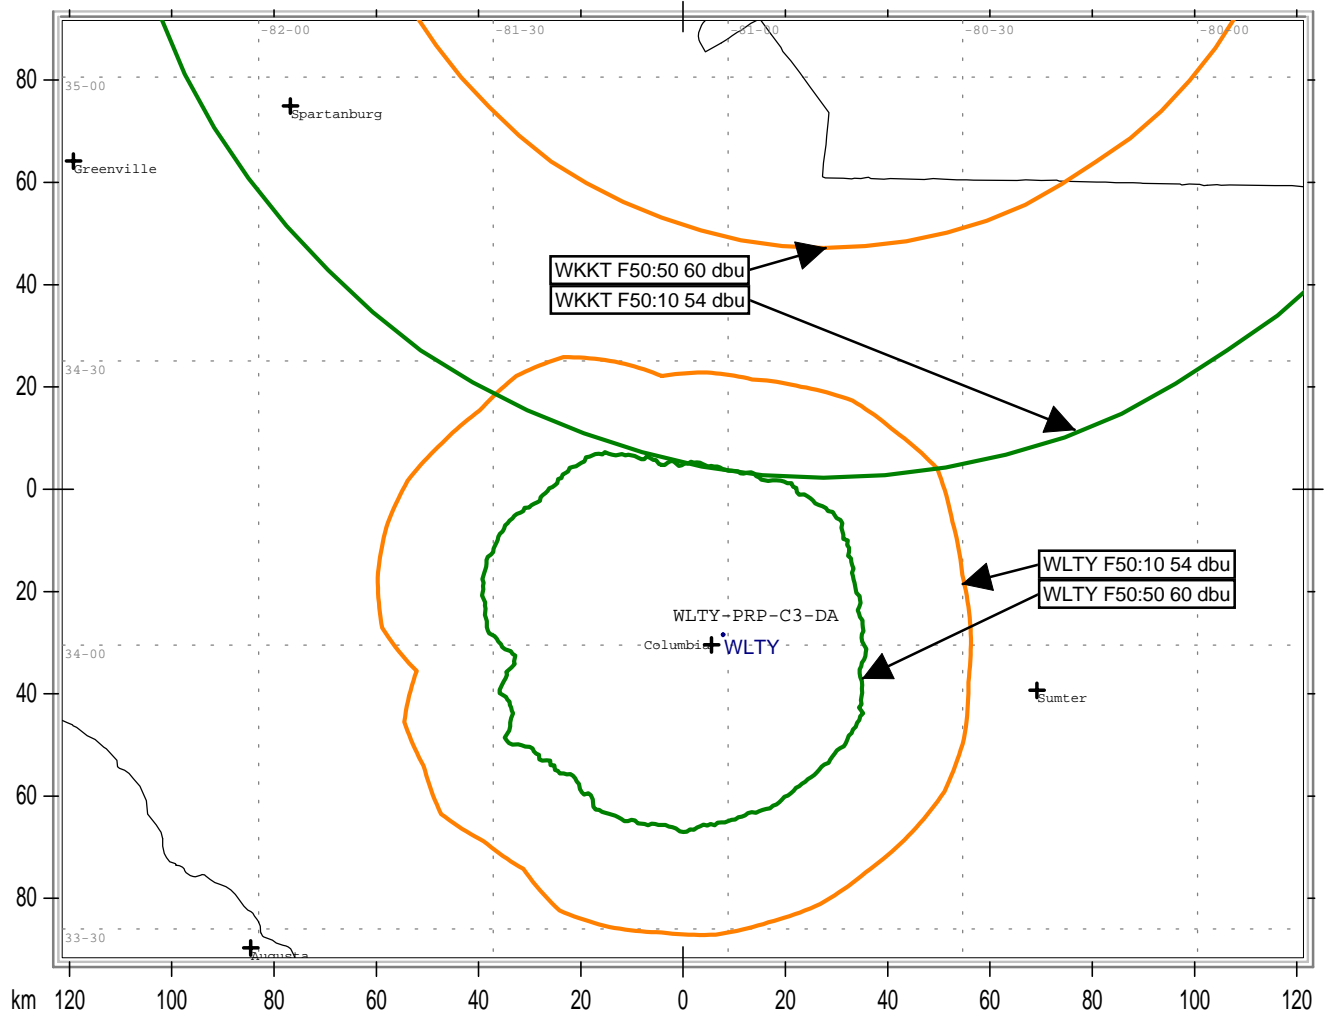 -82-00 -81-30 -81-00 -80-30 -80-00
80
35-00
Spartanburg
Greenville
60
WKKT F50:50 60 dbu
40
WKKT F50:10 54 dbu
34-30
20
0
WLTY F50:10 54 dbu
20
WLTY F50:50 60 dbu
WLTY-PRP-C3-DA
Columbia
WLTY
34-00
40
Sumter
60
80
33-30
Augusta
km 120 100 80 60 40 20 0 20 40 60 80 100 120